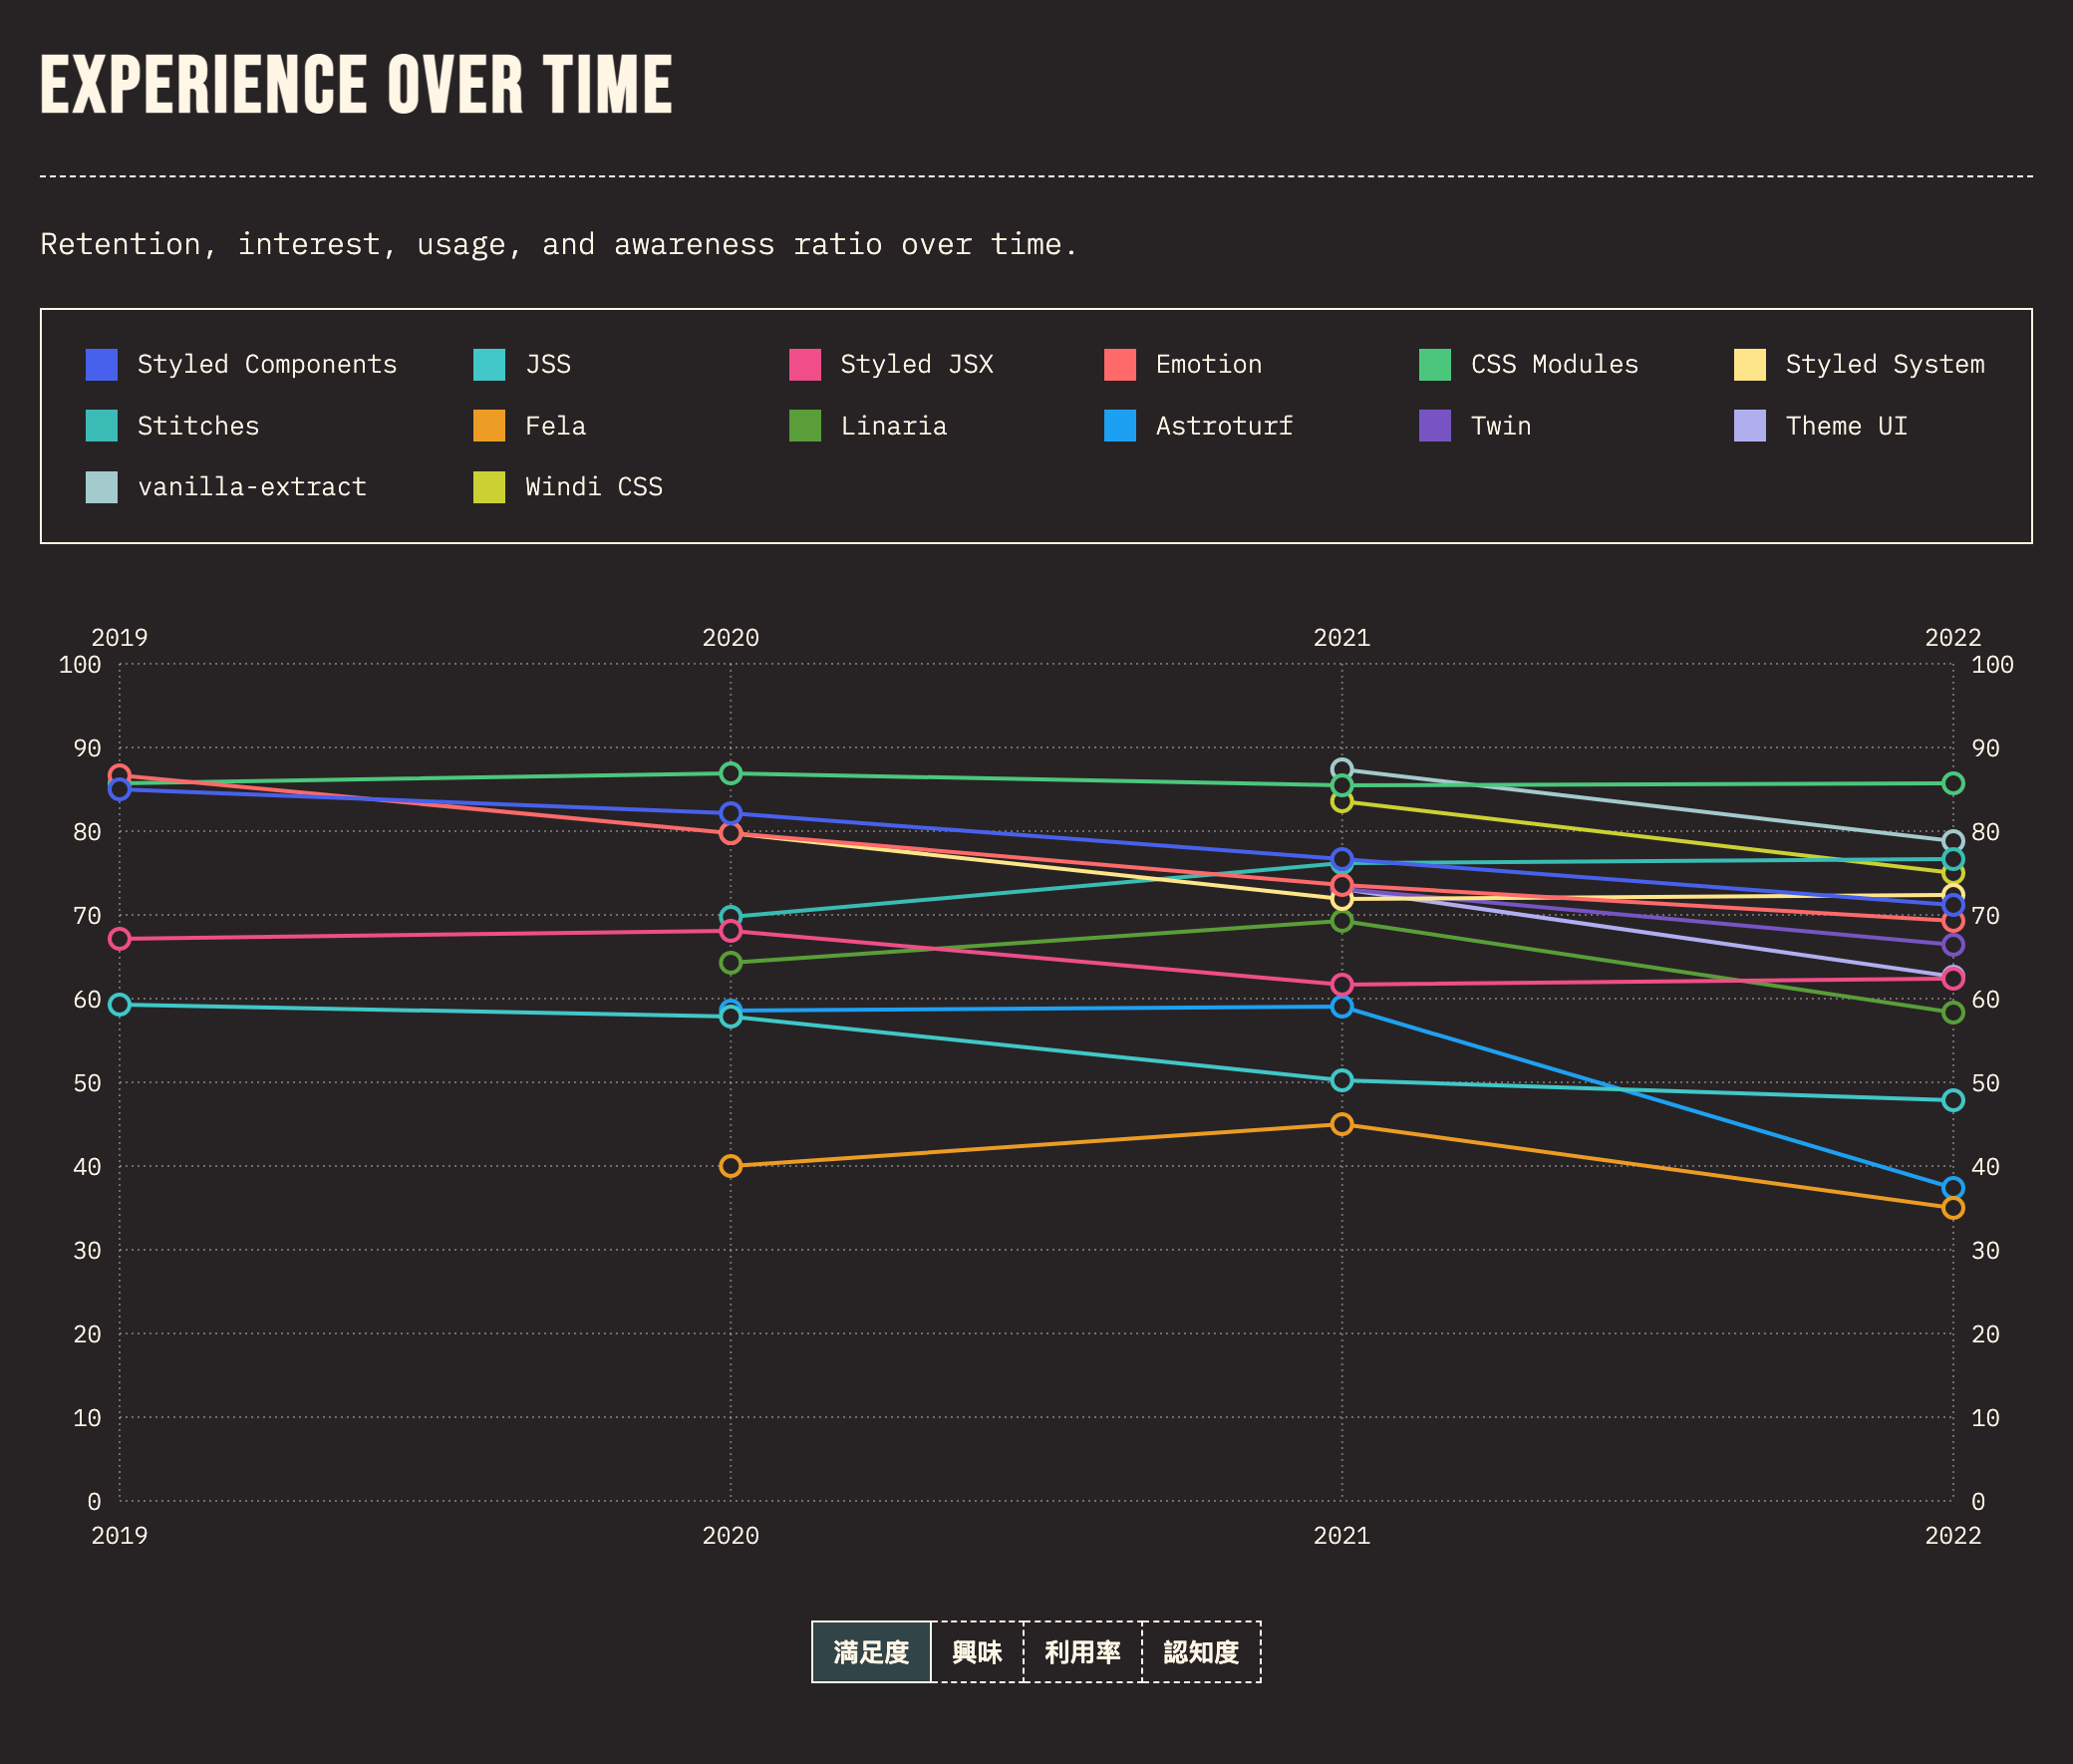 EXPERIENCE OVER TIME
Retention, interest, usage, and awareness ratio over time.
Styled Components JSS Styled JSX Emotion CSS Modules Styled System
Stitches Fela Linaria Astroturf Twin Theme UI
vanilla-extract Windi CSS
2019 2020 2021 2022
100 100
90 90
80 80
70 70
60 60
50 50
40 40
30 30
20 20
10 10
0 0
2019 2020 2021 2022
満足度 興味 利用率 認知度